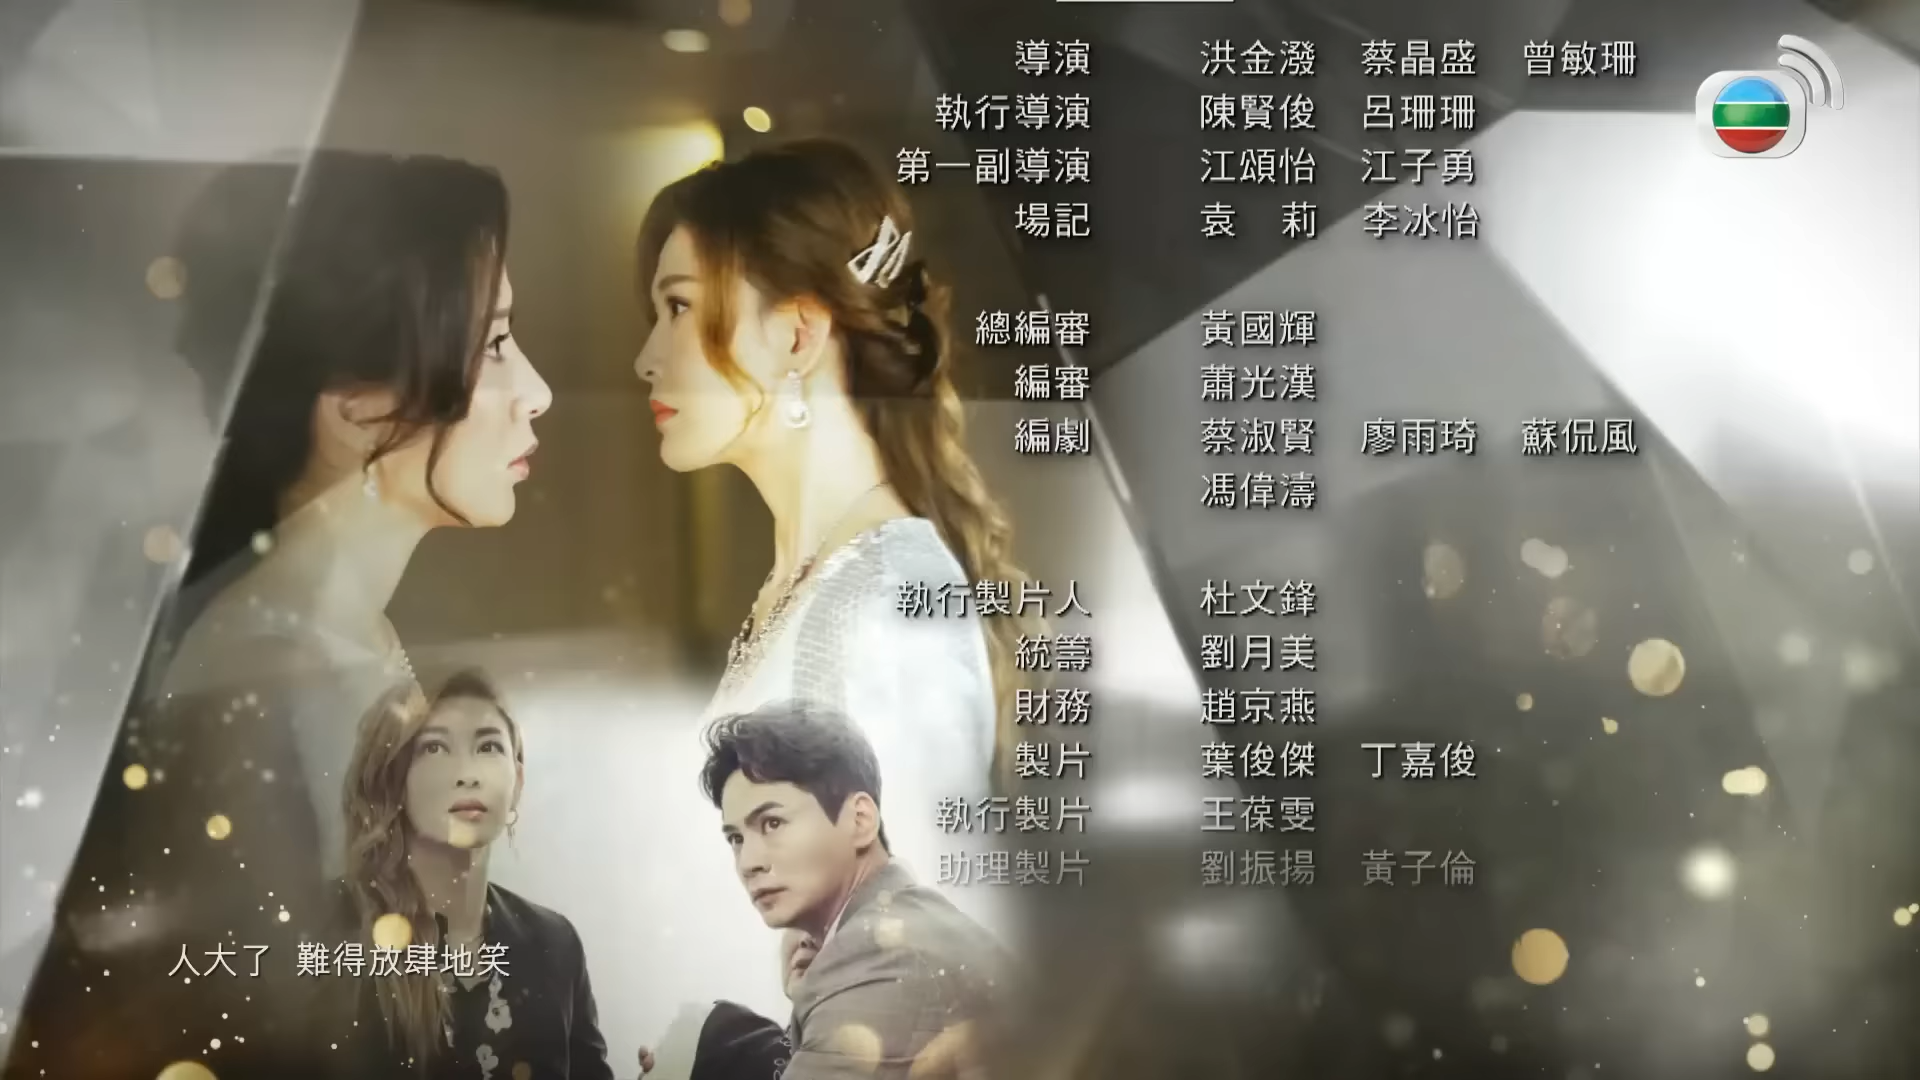 導演 洪金潑 蔡晶盛 曾敏珊
執行導演 陳賢俊 呂珊珊
第一副導演 江頌怡 江子勇
場記 袁 莉 李冰怡
總編審 黃國輝
編審 蕭光漢
編劇 蔡淑賢 廖雨琦 蘇侃風
馮偉濤
執行製片人 杜文鋒
統籌 劉月美
財務 趙京燕
製片 葉俊傑 丁嘉俊
執行製片 王葆雯
助理製片 劉振揚 黃子倫
人大了 難得放肆地笑